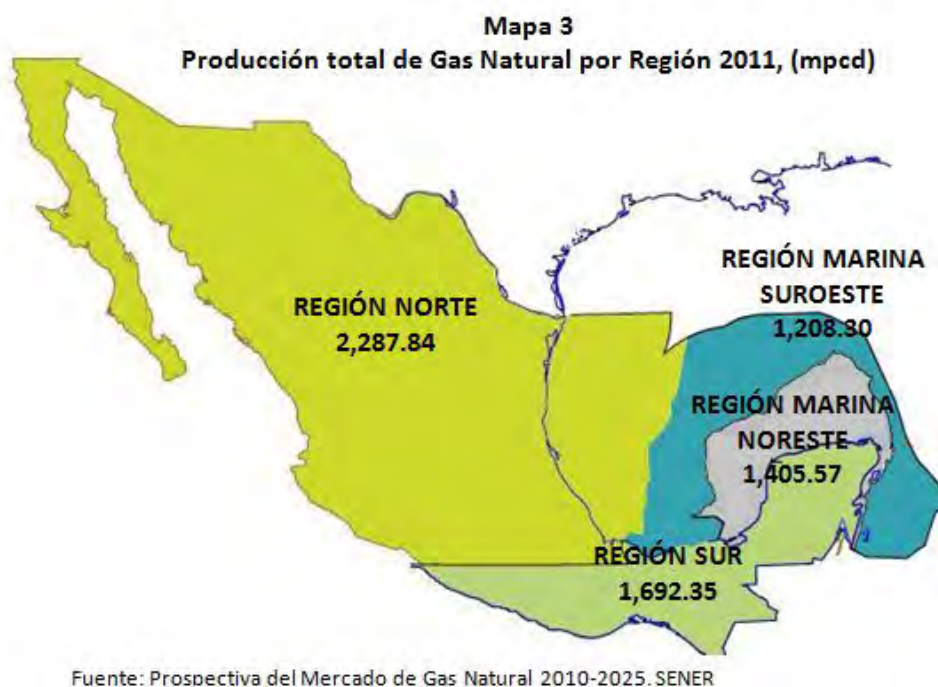 Mapa 3
Producción total de Gas Natural por Región 2011, (mpcd)
REGIÓN MARINA
SUROESTE
1,208.30
REGIÓN NORTE
2,287.84
REGIÓN MARINA
NORESTE
1,405.57
REGIÓN SUR
1,692.35
Fuente: Prospectiva del Mercado de Gas Natural 2010-2025. SENER